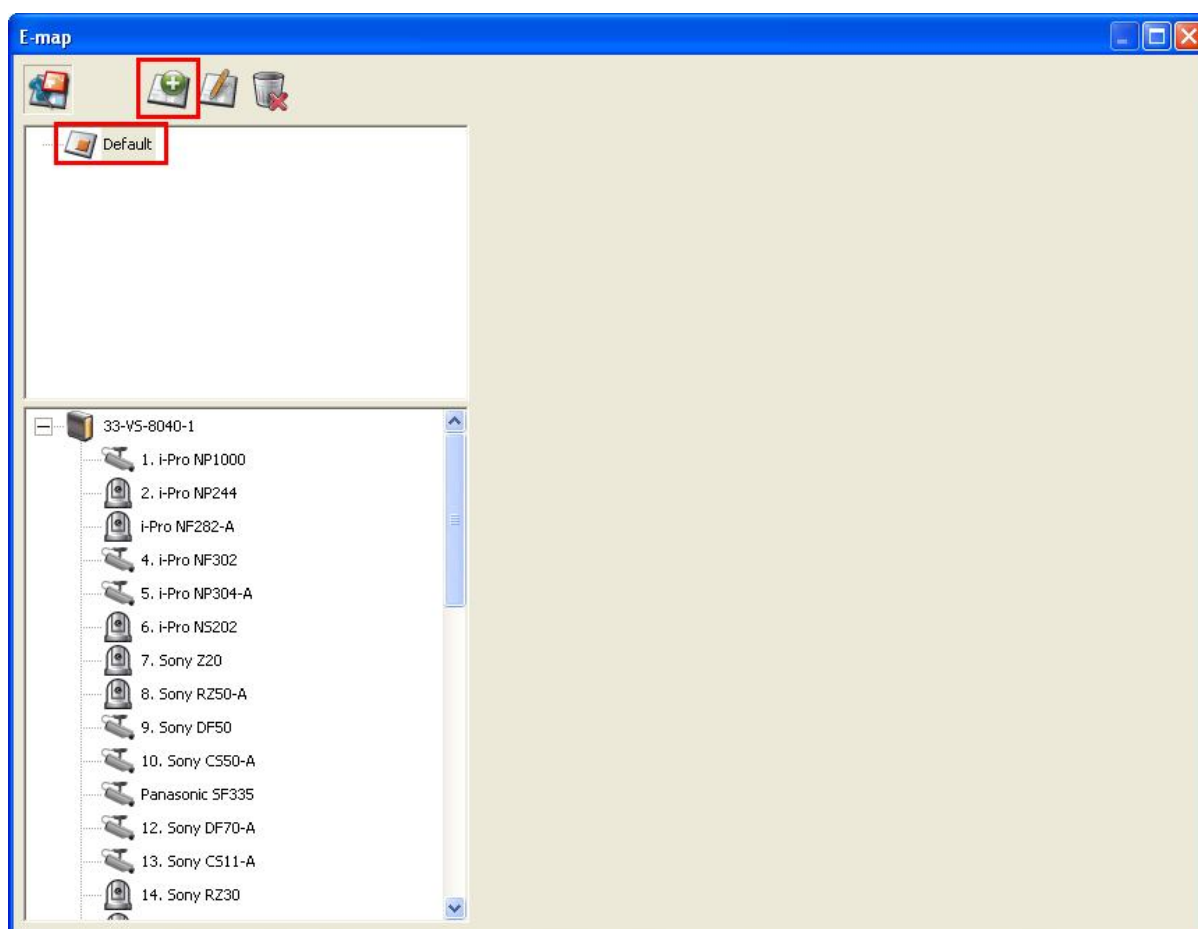 E-map
Default
33-VS-8040-1
1. i-Pro NP1000
2. i-Pro NP244
i-Pro NF282-A
4. i-Pro NF302
5. i-Pro NP304-A
6. i-Pro NS202
7. Sony Z20
8. Sony RZ50-A
9. Sony DF50
10. Sony CS50-A
Panasonic SF335
12. Sony DF70-A
13. Sony CS11-A
14. Sony RZ30